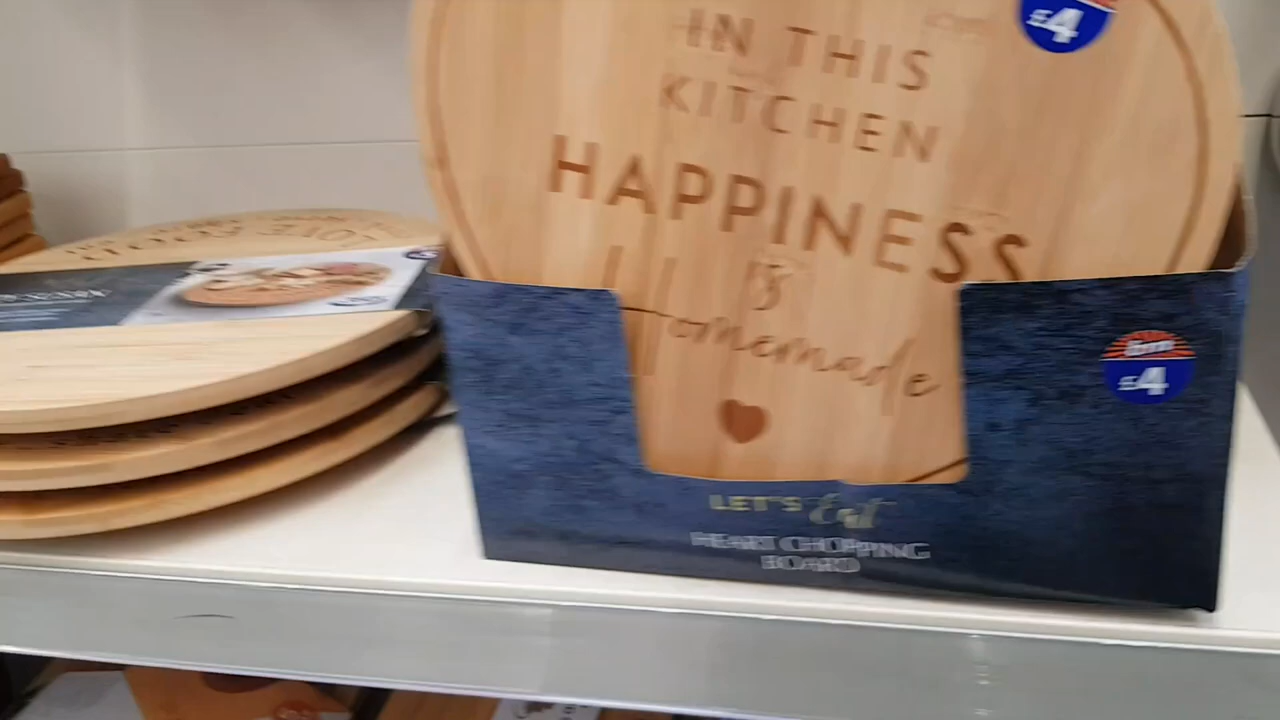 IN THIS
KITCHEN
HAPPINESS
is
Homemade
£4
b&m
£4
LET'S Eat
HEART CHOPPING
BOARD